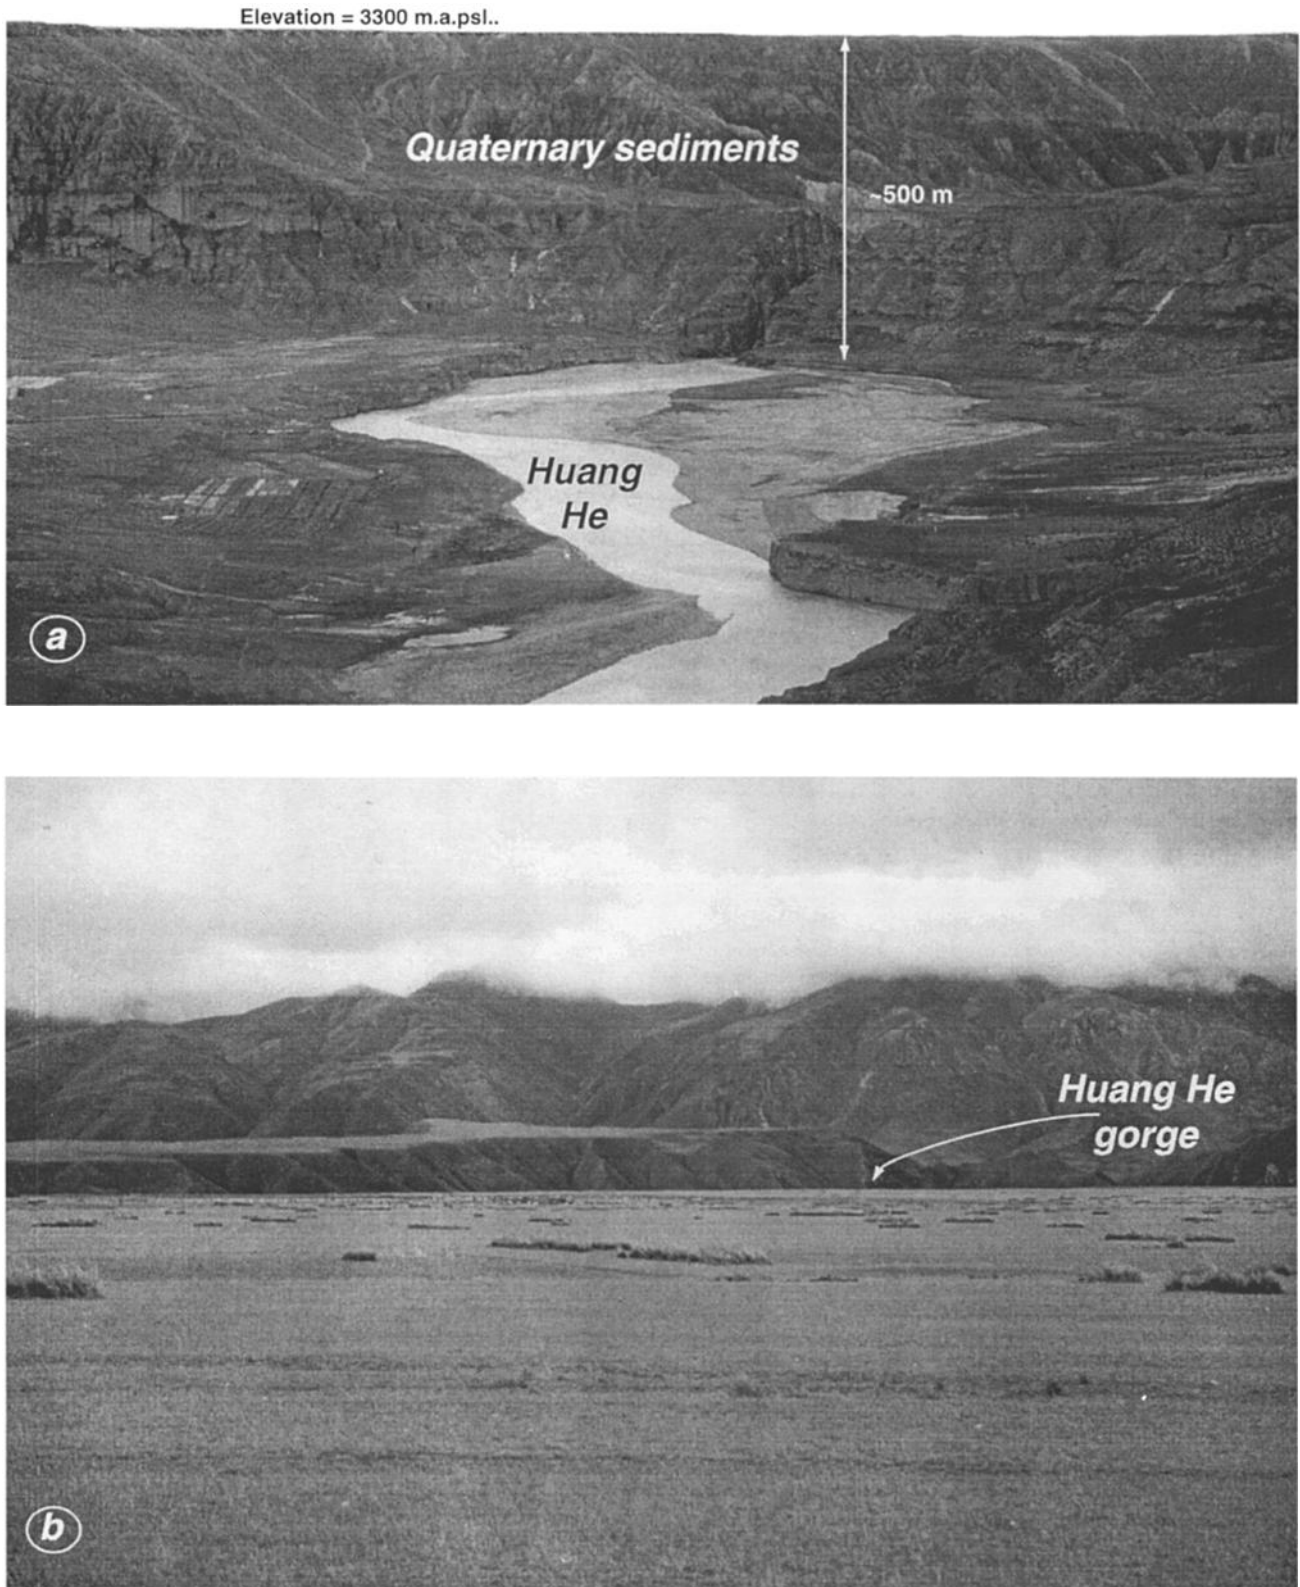 Elevation = 3300 m.a.psl..
Quaternary sediments
~500 m
Huang
He
a
Huang He
gorge
b